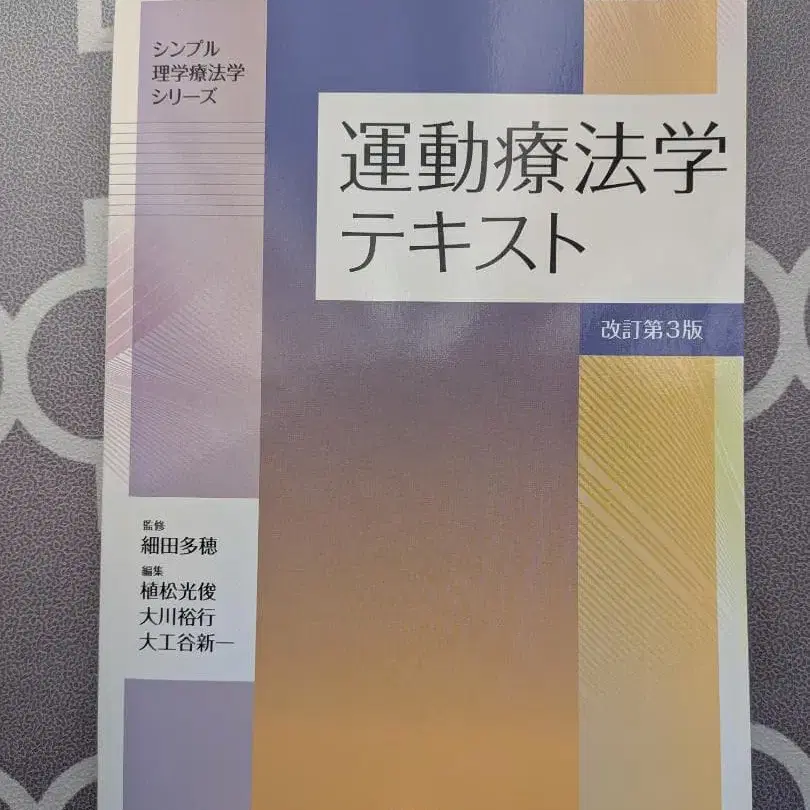 シンプル
理学療法学
シリーズ
運動療法学
テキスト
改訂第3版
監修
細田多穂
編集
植松光俊
大川裕行
大工谷新一